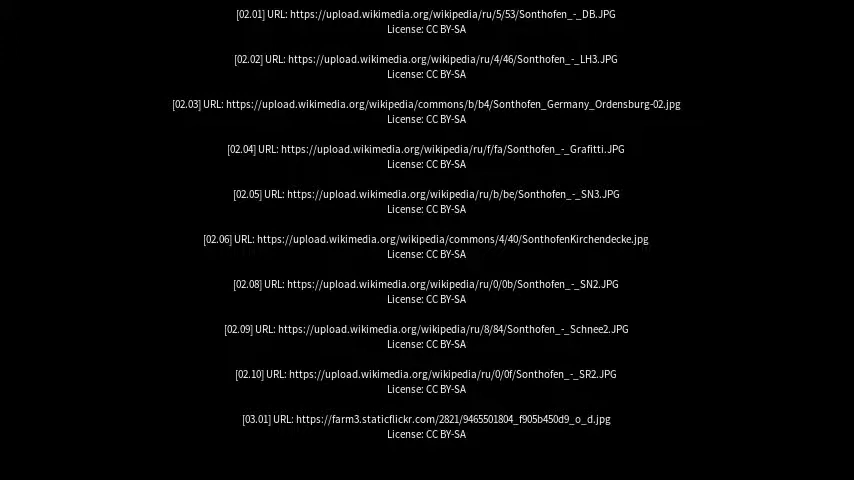 [02.01] URL: https://upload.wikimedia.org/wikipedia/ru/5/53/Sonthofen_-_DB.JPG
License: CC BY-SA
[02.02] URL: https://upload.wikimedia.org/wikipedia/ru/4/46/Sonthofen_-_LH3.JPG
License: CC BY-SA
[02.03] URL: https://upload.wikimedia.org/wikipedia/commons/b/b4/Sonthofen_Germany_Ordensburg-02.jpg
License: CC BY-SA
[02.04] URL: https://upload.wikimedia.org/wikipedia/ru/f/fa/Sonthofen_-_Grafitti.JPG
License: CC BY-SA
[02.05] URL: https://upload.wikimedia.org/wikipedia/ru/b/be/Sonthofen_-_SN3.JPG
License: CC BY-SA
[02.06] URL: https://upload.wikimedia.org/wikipedia/commons/4/40/SonthofenKirchendecke.jpg
License: CC BY-SA
[02.08] URL: https://upload.wikimedia.org/wikipedia/ru/0/0b/Sonthofen_-_SN2.JPG
License: CC BY-SA
[02.09] URL: https://upload.wikimedia.org/wikipedia/ru/8/84/Sonthofen_-_Schnee2.JPG
License: CC BY-SA
[02.10] URL: https://upload.wikimedia.org/wikipedia/ru/0/0f/Sonthofen_-_SR2.JPG
License: CC BY-SA
[03.01] URL: https://farm3.staticflickr.com/2821/9465501804_f905b450d9_o_d.jpg
License: CC BY-SA